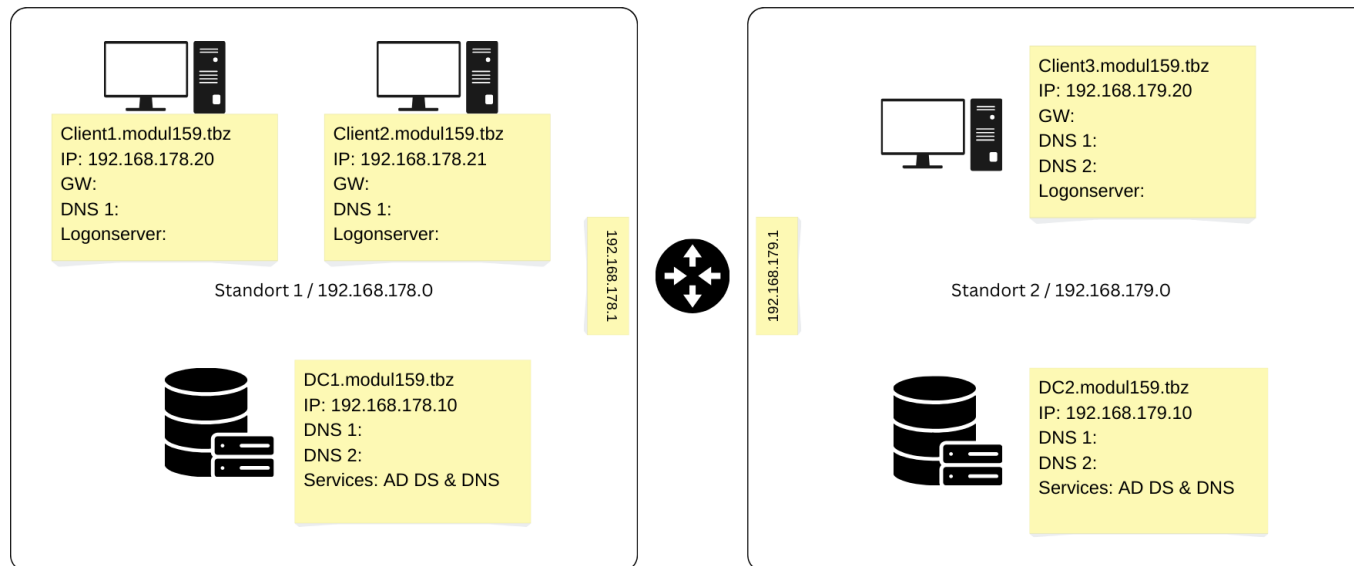 Client1.modul159.tbz
IP: 192.168.178.20
GW:
DNS 1:
Logonserver:
Client2.modul159.tbz
IP: 192.168.178.21
GW:
DNS 1:
Logonserver:
192.168.178.1
Standort 1 / 192.168.178.0
DC1.modul159.tbz
IP: 192.168.178.10
DNS 1:
DNS 2:
Services: AD DS & DNS
Client3.modul159.tbz
IP: 192.168.179.20
GW:
DNS 1:
DNS 2:
Logonserver:
192.168.179.1
Standort 2 / 192.168.179.0
DC2.modul159.tbz
IP: 192.168.179.10
DNS 1:
DNS 2:
Services: AD DS & DNS